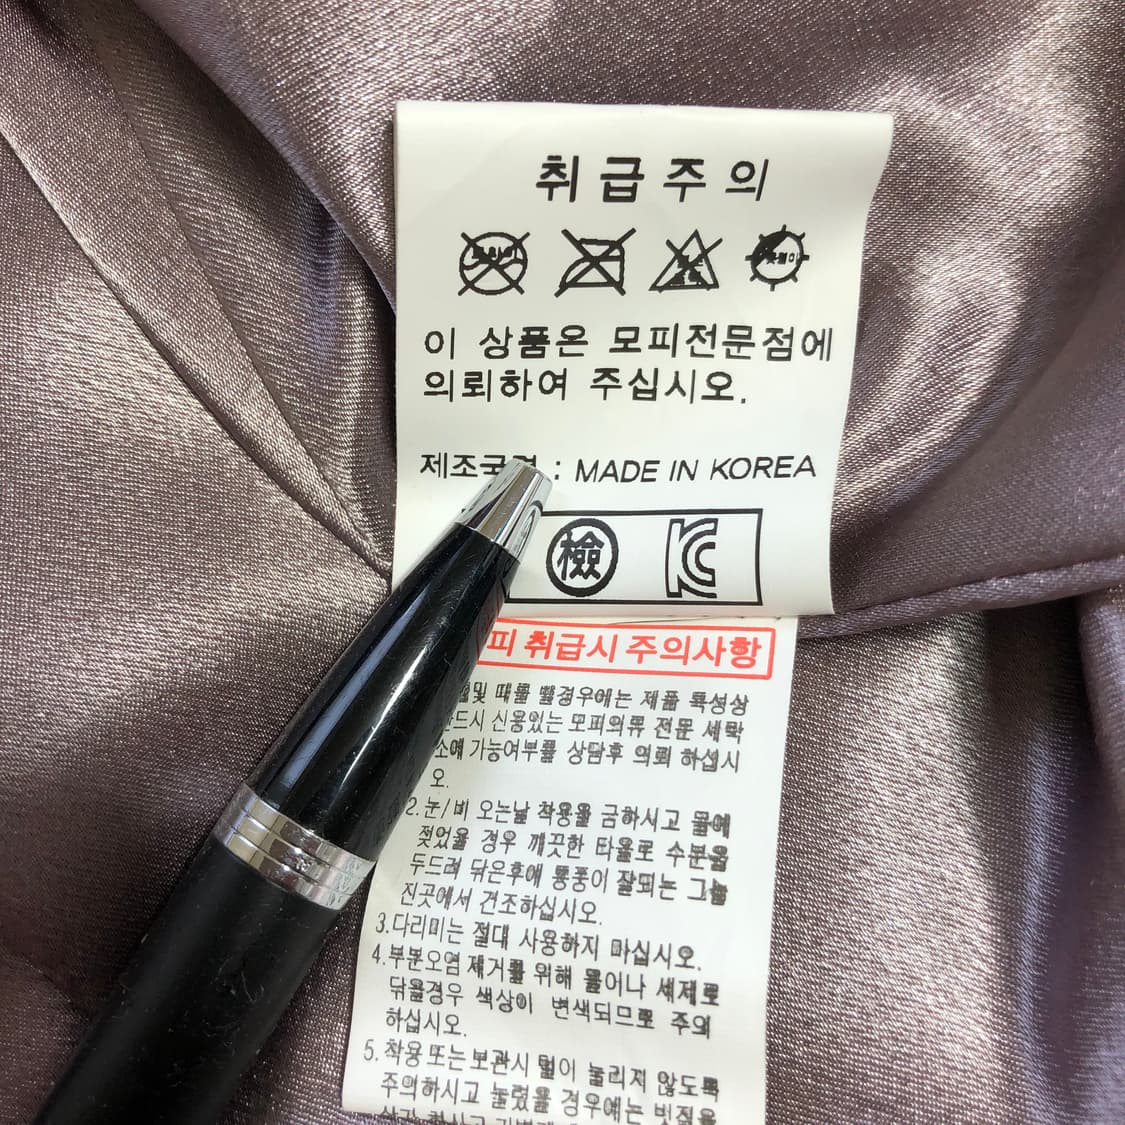 취급주의
이 상품은 모피전문점에
의뢰하여 주십시오.
제조국 : MADE IN KOREA
檢 KC
피 취급시 주의사항
및 때를 뺄경우에는 제품 특성상
신용있는 모피의류 전문 세탁
소에 가능여부를 상담후 의뢰 하십시
오.
2.눈/비 오는날 착용을 금하시고 물에
젖었을 경우 깨끗한 타올로 수분을
두드려 닦은후에 통풍이 잘되는 그늘
진곳에서 건조하십시오.
3.다리미는 절대 사용하지 마십시오.
4.부분오염 제거를 위해 물이나 세제로
닦을경우 색상이 변색되므로 주의
하십시오.
5.착용 또는 보관시 털이 눌리지 않도록
주의하시고 눌렸을 경우에는 빗질을